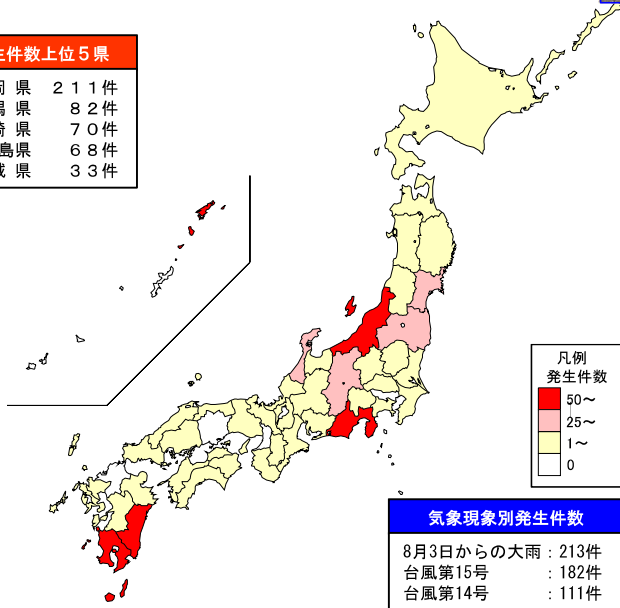 生件数上位５県
岡 県 ２１１件
潟 県 ８２件
崎 県 ７０件
島県 ６８件
城 県 ３３件
凡例
発生件数
50～
25～
1～
0
気象現象別発生件数
8月3日からの大雨：213件
台風第15号 ：182件
台風第14号 ：111件